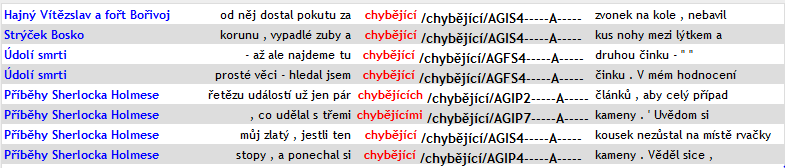 Hajný Vítězslav a fořt Bořivoj od něj dostal pokutu za chybějící /chybějící/AGIS4-----A----- zvonek na kole , nebavil
Strýček Bosko korunu , vypadlé zuby a chybějící /chybějící/AGIS4-----A----- kus nohy mezi lýtkem a
Údolí smrti - až ale najdeme tu chybějící /chybějící/AGFS4-----A----- druhou činku - " "
Údolí smrti prosté věci - hledal jsem chybějící /chybějící/AGFS4-----A----- činku . V mém hodnocení
Příběhy Sherlocka Holmese řetězu událostí už jen pár chybějících /chybějící/AGIP2-----A----- článků , aby celý případ
Příběhy Sherlocka Holmese , co udělal s třemi chybějícími /chybějící/AGIP7-----A----- kameny . ' Uvědom si
Příběhy Sherlocka Holmese můj zlatý , jestli ten chybějící /chybějící/AGIS4-----A----- kousek nezůstal na místě rvačky
Příběhy Sherlocka Holmese stopy , a ponechal si chybějící /chybějící/AGIP4-----A----- kameny . Věděl sice ,